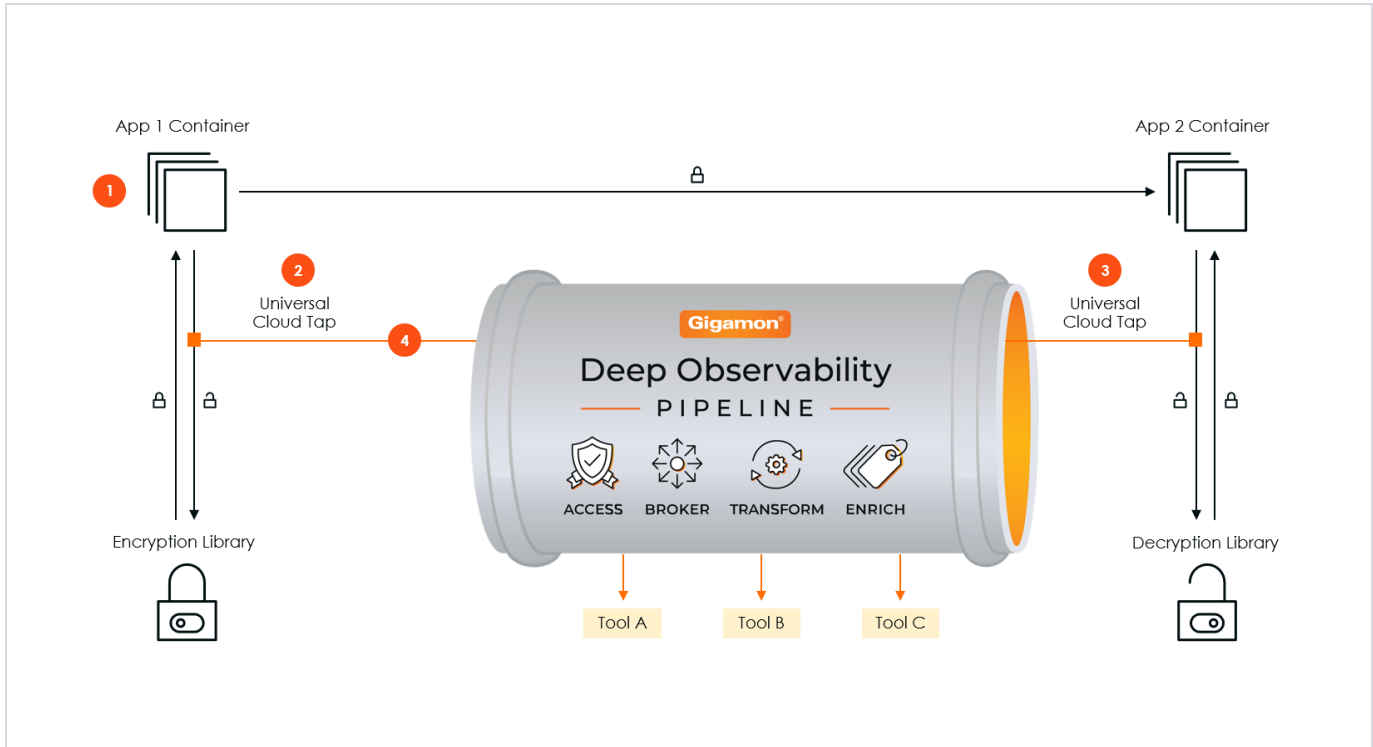 App 1 Container
App 2 Container
1
2
Universal
Cloud Tap
3
Universal
Cloud Tap
4
Gigamon®
Deep Observability
PIPELINE
ACCESS
BROKER
TRANSFORM
ENRICH
Encryption Library
Decryption Library
Tool A
Tool B
Tool C